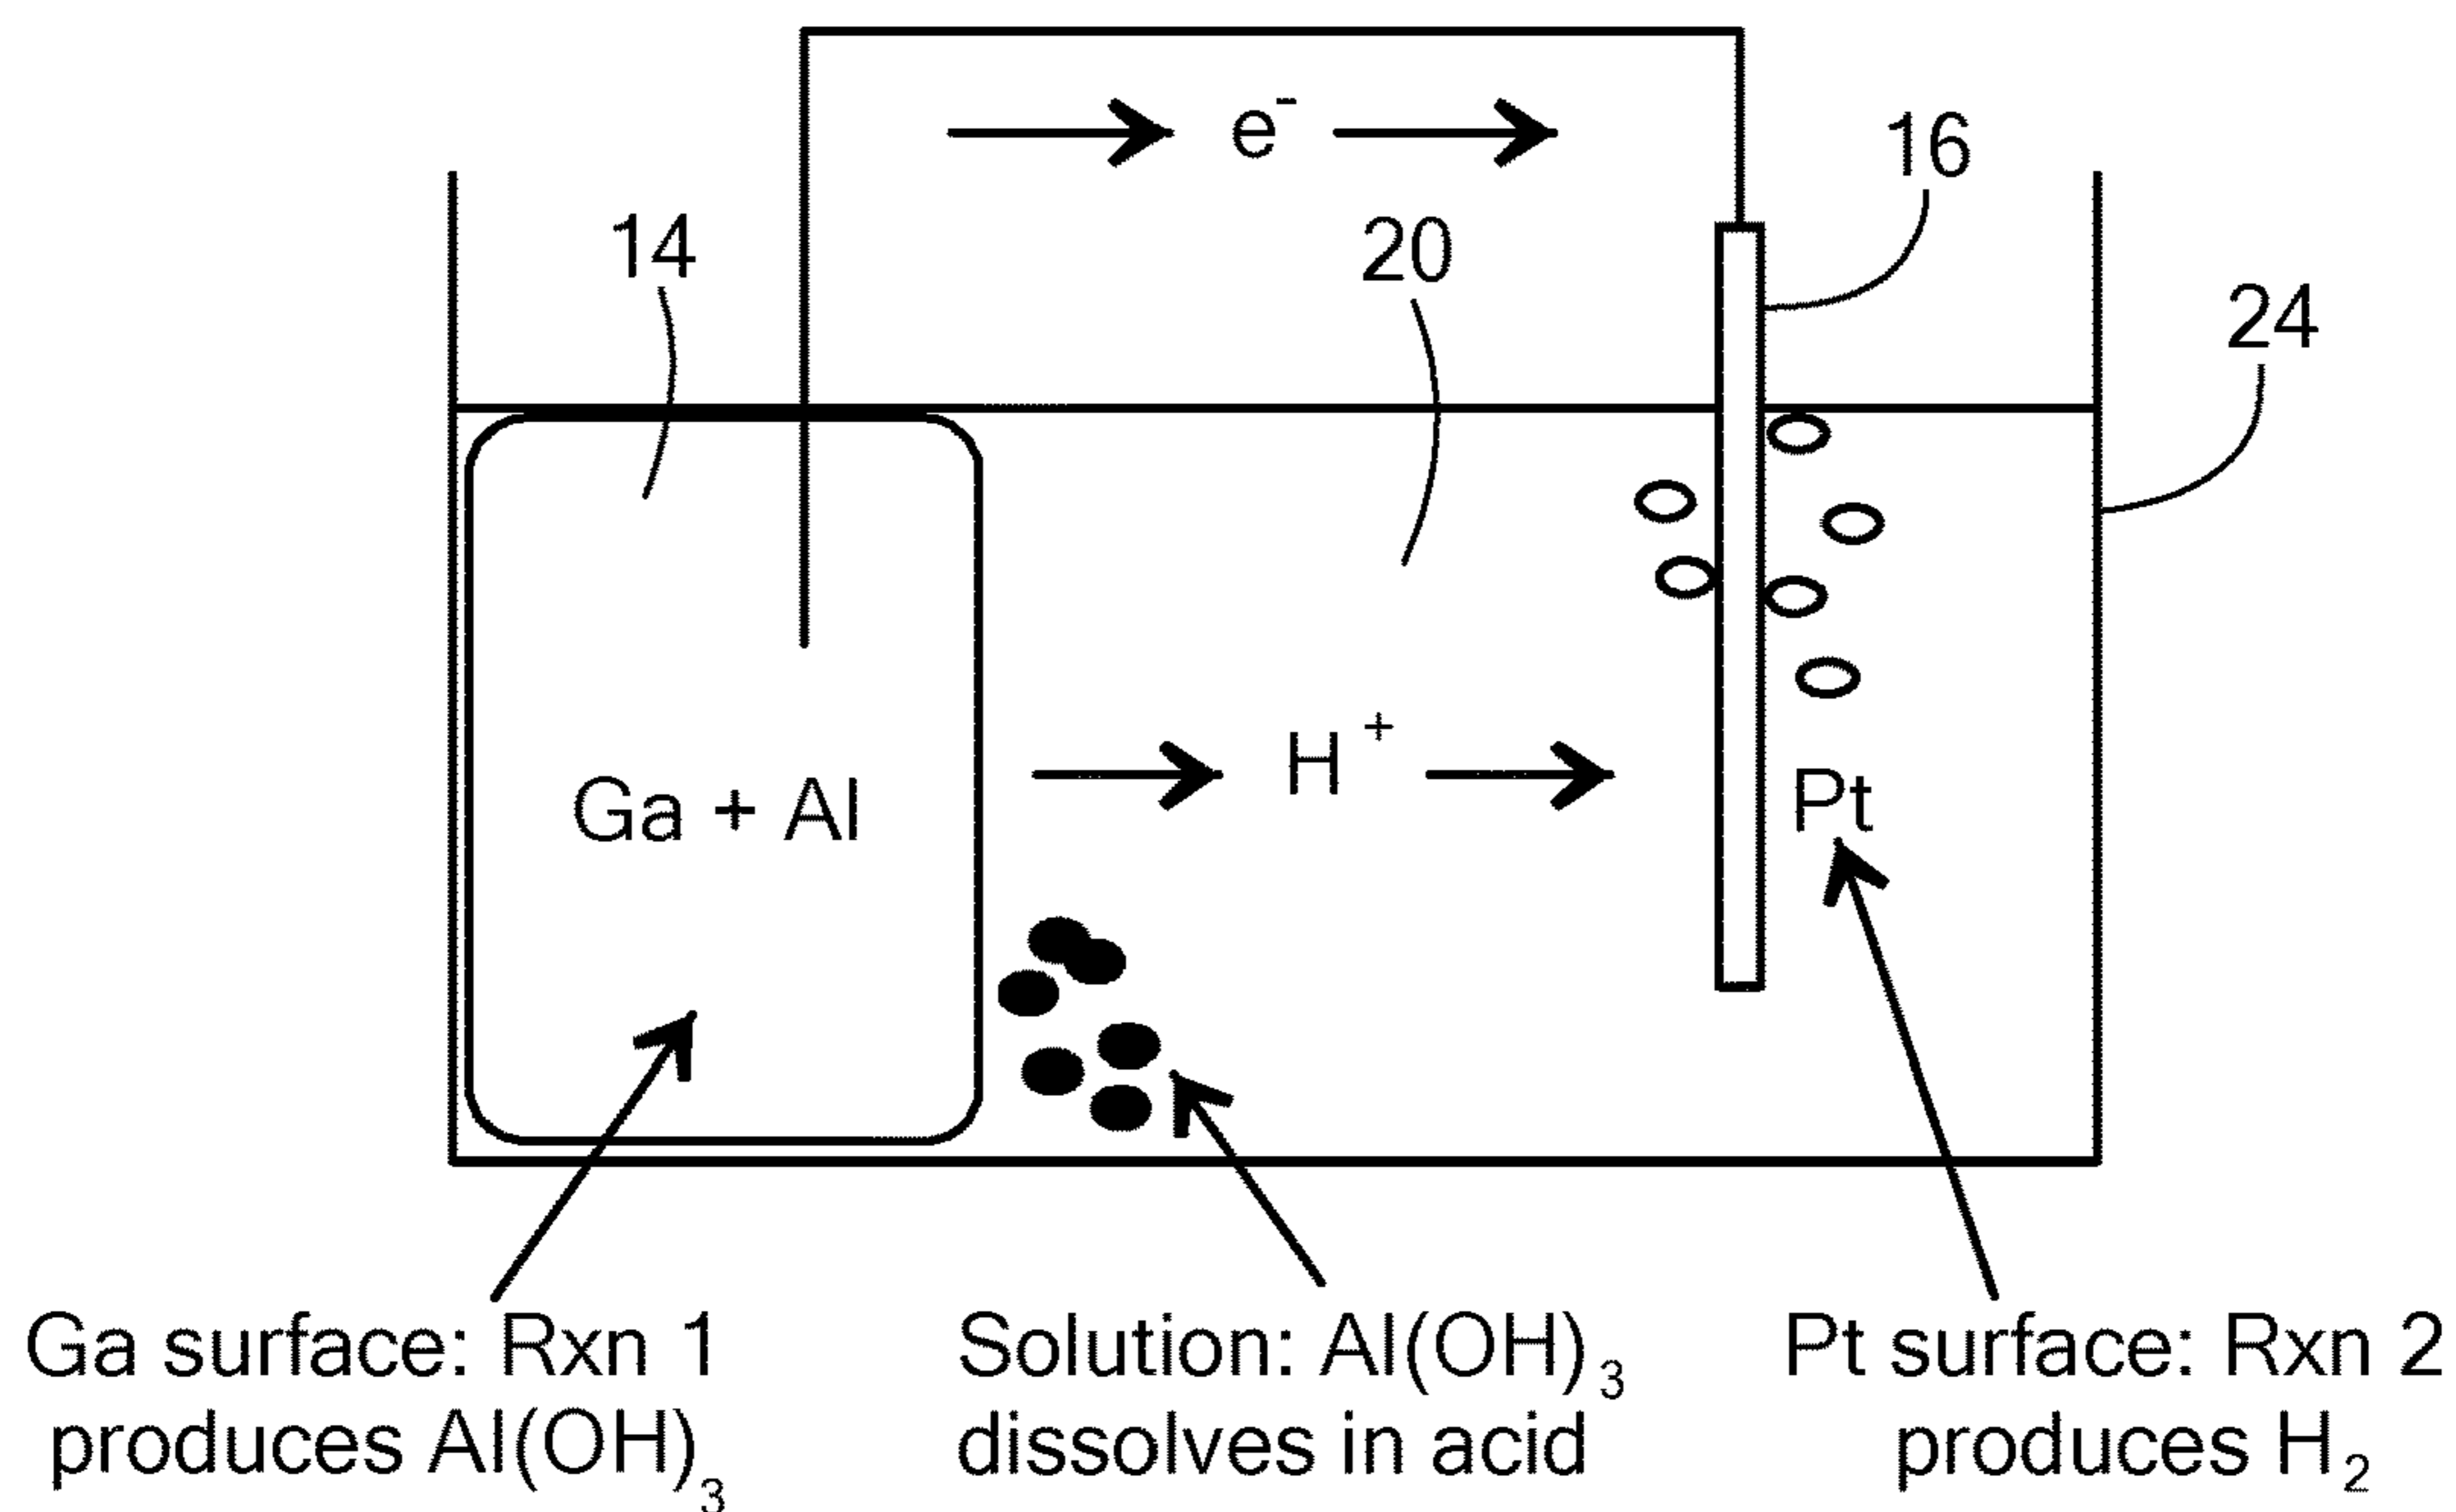 e⁻
16
14
20
24
Ga + Al
H⁺
Pt
Ga surface: Rxn 1
produces Al(OH)₃
Solution: Al(OH)₃
dissolves in acid
Pt surface: Rxn 2
produces H₂